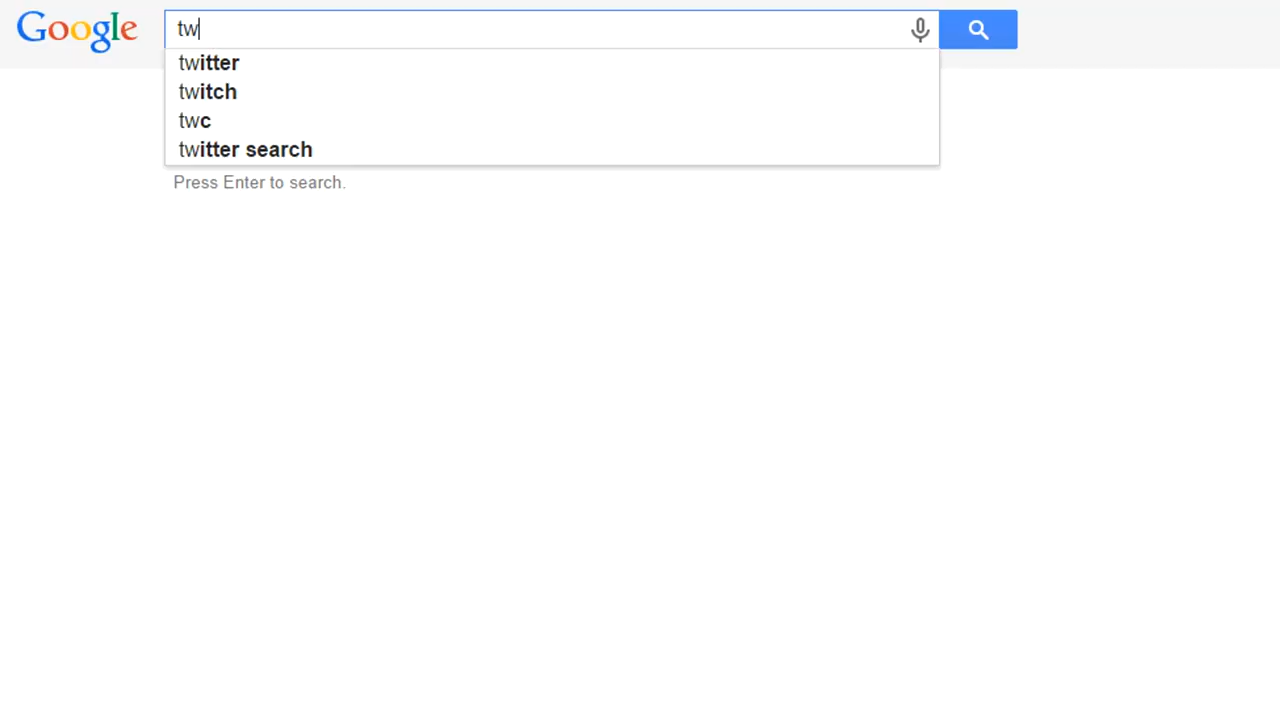 Google
tw
twitter
twitch
twc
twitter search
Press Enter to search.